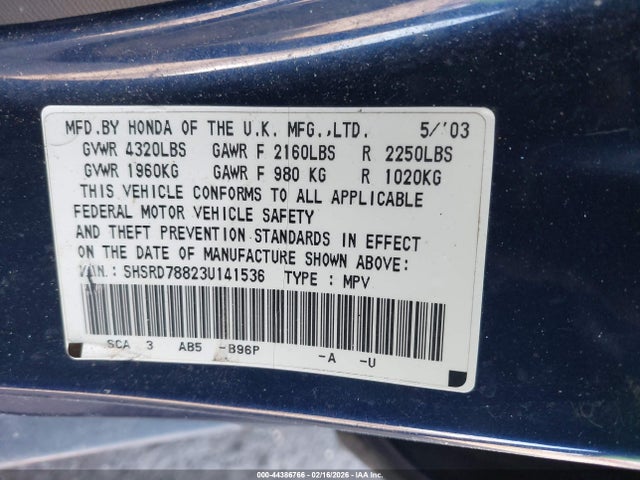 MFD.BY HONDA OF THE U.K. MFG.,LTD. 5/'03
GVWR 4320LBS GAWR F 2160LBS R 2250LBS
GVWR 1960KG GAWR F 980 KG R 1020KG
THIS VEHICLE CONFORMS TO ALL APPLICABLE
FEDERAL MOTOR VEHICLE SAFETY
AND THEFT PREVENTION STANDARDS IN EFFECT
ON THE DATE OF MANUFACTURE SHOWN ABOVE:
V.I.N.: SHSRD78823U141536 TYPE : MPV
SCA 3 AB5 -B96P -A -U
000-44386766 - 02/16/2026 - IAA Inc.